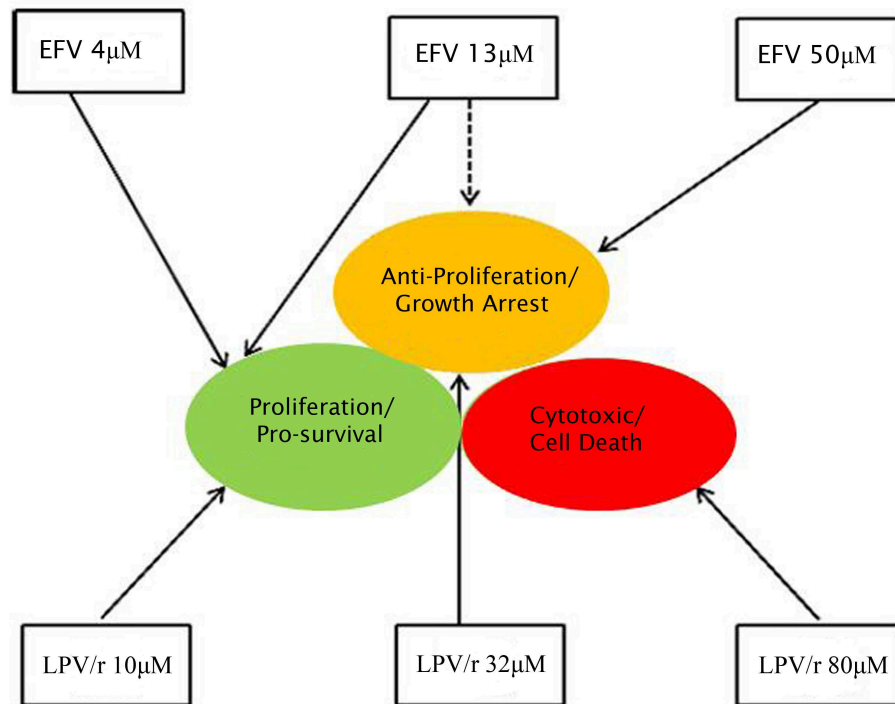 EFV 4μM
EFV 13μM
EFV 50μM
Anti-Proliferation/
Growth Arrest
Proliferation/
Pro-survival
Cytotoxic/
Cell Death
LPV/r 10μM
LPV/r 32μM
LPV/r 80μM